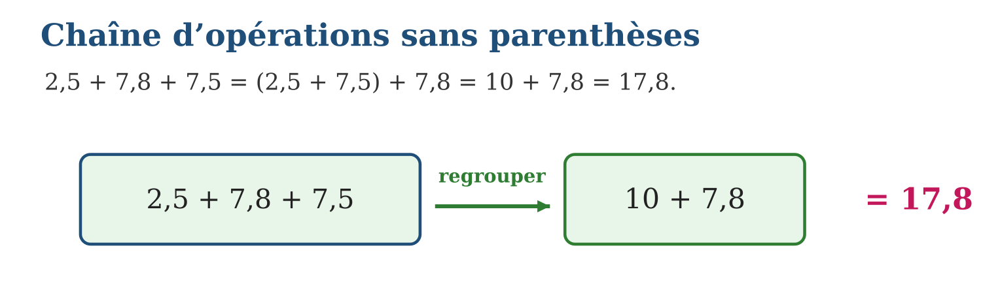 Chaîne d’opérations sans parenthèses
2,5 + 7,8 + 7,5 = (2,5 + 7,5) + 7,8 = 10 + 7,8 = 17,8.
2,5 + 7,8 + 7,5
regrouper
10 + 7,8
= 17,8